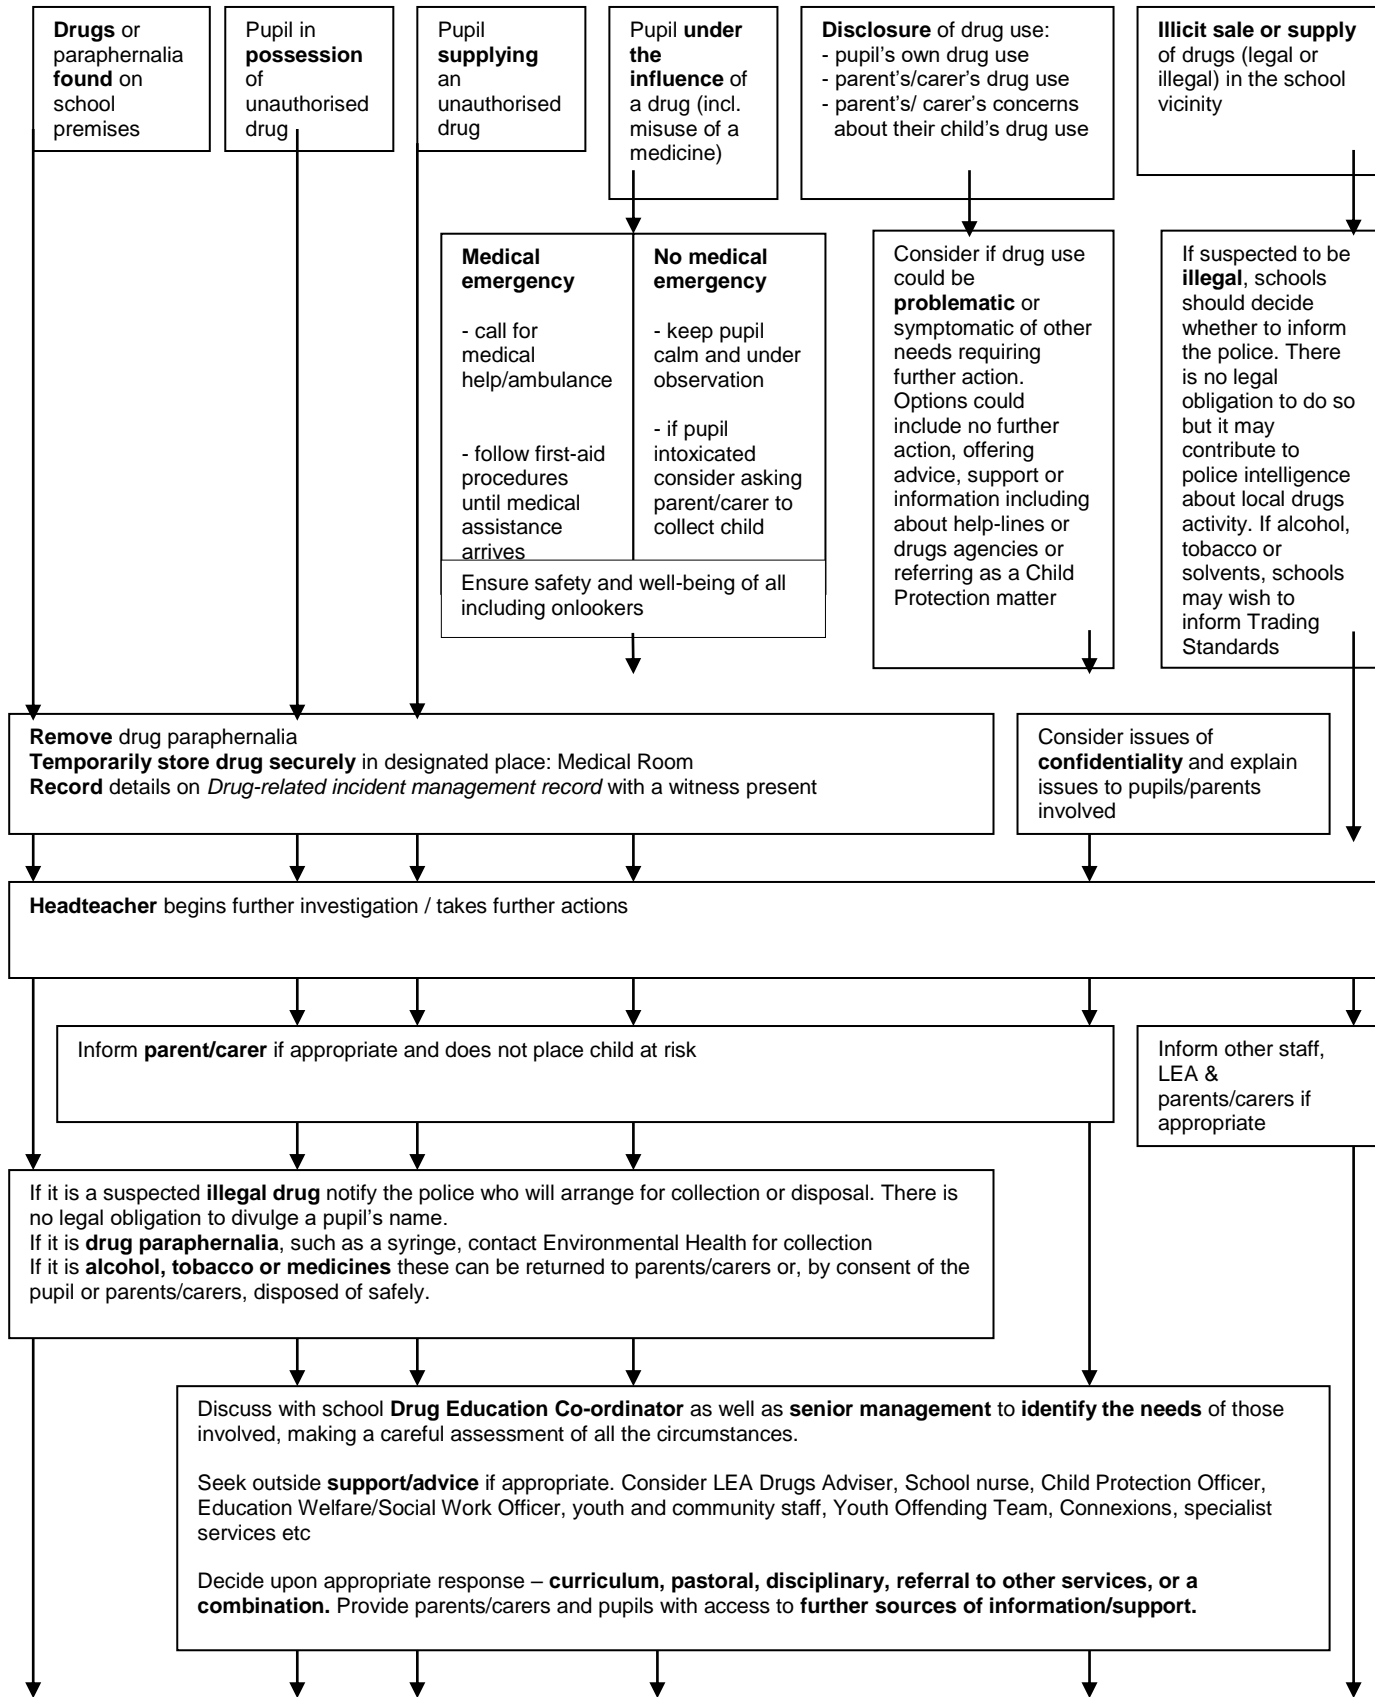 Drugs or
paraphernalia
found on
school
premises
Pupil in
possession
of
unauthorised
drug
Pupil
supplying
an
unauthorised
drug
Pupil under
the
influence of
a drug (incl.
misuse of a
medicine)
Disclosure of drug use:
- pupil’s own drug use
- parent’s/carer’s drug use
- parent’s/ carer’s concerns
about their child’s drug use
Illicit sale or supply
of drugs (legal or
illegal) in the school
vicinity
Medical
emergency
- call for
medical
help/ambulance
- follow first-aid
procedures
until medical
assistance
arrives
No medical
emergency
- keep pupil
calm and under
observation
- if pupil
intoxicated
consider asking
parent/carer to
collect child
Ensure safety and well-being of all
including onlookers
Consider if drug use
could be
problematic or
symptomatic of other
needs requiring
further action.
Options could
include no further
action, offering
advice, support or
information including
about help-lines or
drugs agencies or
referring as a Child
Protection matter
If suspected to be
illegal, schools
should decide
whether to inform
the police. There
is no legal
obligation to do so
but it may
contribute to
police intelligence
about local drugs
activity. If alcohol,
tobacco or
solvents, schools
may wish to
inform Trading
Standards
Remove drug paraphernalia
Temporarily store drug securely in designated place: Medical Room
Record details on Drug-related incident management record with a witness present
Consider issues of
confidentiality and explain
issues to pupils/parents
involved
Headteacher begins further investigation / takes further actions
Inform parent/carer if appropriate and does not place child at risk
Inform other staff,
LEA &
parents/carers if
appropriate
If it is a suspected illegal drug notify the police who will arrange for collection or disposal. There is
no legal obligation to divulge a pupil’s name.
If it is drug paraphernalia, such as a syringe, contact Environmental Health for collection
If it is alcohol, tobacco or medicines these can be returned to parents/carers or, by consent of the
pupil or parents/carers, disposed of safely.
Discuss with school Drug Education Co-ordinator as well as senior management to identify the needs of those
involved, making a careful assessment of all the circumstances.
Seek outside support/advice if appropriate. Consider LEA Drugs Adviser, School nurse, Child Protection Officer,
Education Welfare/Social Work Officer, youth and community staff, Youth Offending Team, Connexions, specialist
services etc
Decide upon appropriate response – curriculum, pastoral, disciplinary, referral to other services, or a
combination. Provide parents/carers and pupils with access to further sources of information/support.